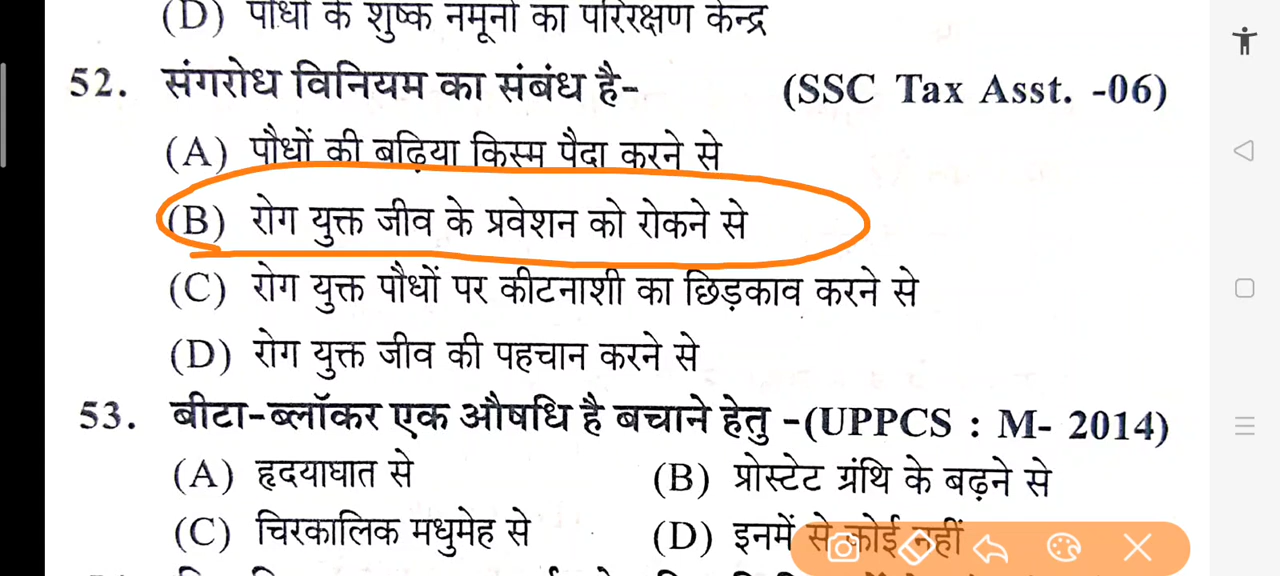 (D) पौधों के शुष्क नमूनों का परिरक्षण केन्द्र
52. संगरोध विनियम का संबंध है- (SSC Tax Asst. -06)
(A) पौधों की बढ़िया किस्म पैदा करने से
(B) रोग युक्त जीव के प्रवेशन को रोकने से
(C) रोग युक्त पौधों पर कीटनाशी का छिड़काव करने से
(D) रोग युक्त जीव की पहचान करने से
53. बीटा-ब्लॉकर एक औषधि है बचाने हेतु -(UPPCS : M- 2014)
(A) हृदयाघात से (B) प्रोस्टेट ग्रंथि के बढ़ने से
(C) चिरकालिक मधुमेह से (D) इनमें से कोई नहीं